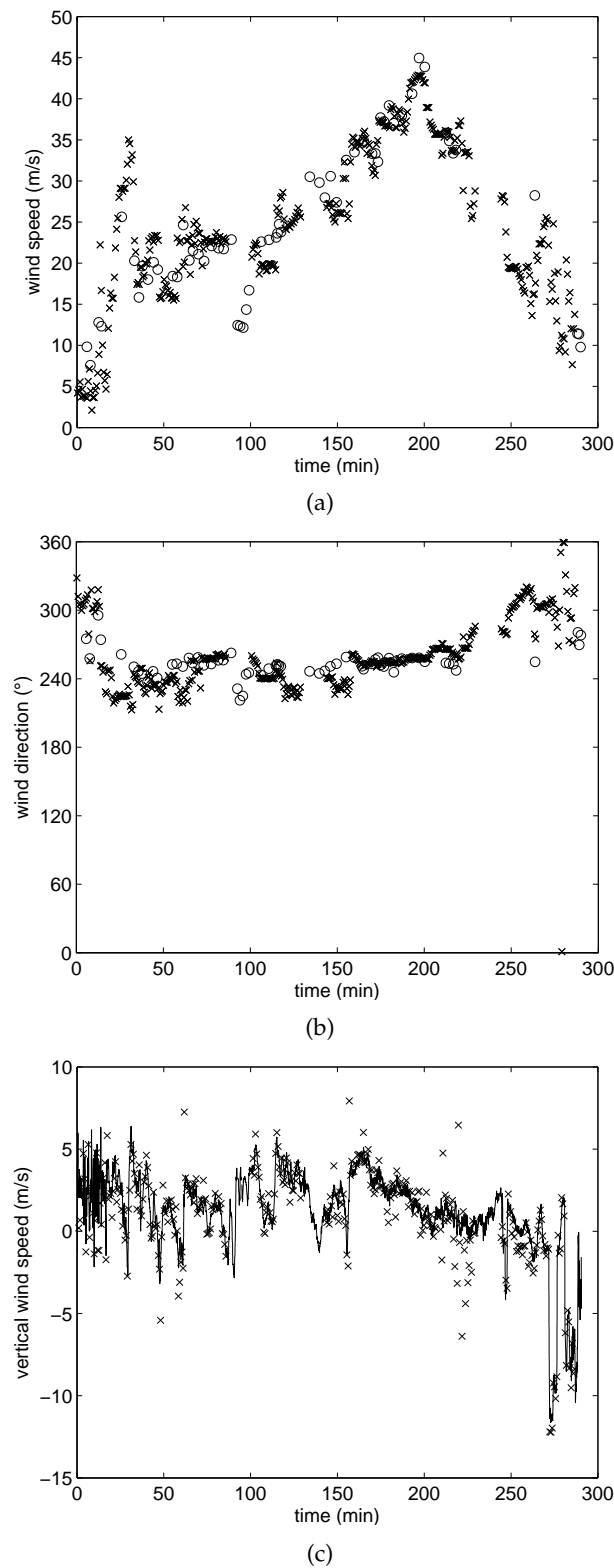 50
45
40
35
30
25
20
15
10
5
0
wind speed (m/s)
0 50 100 150 200 250 300
time (min)
(a)
360
300
240
180
120
60
0
wind direction (°)
0 50 100 150 200 250 300
time (min)
(b)
10
5
0
−5
−10
−15
vertical wind speed (m/s)
0 50 100 150 200 250 300
time (min)
(c)